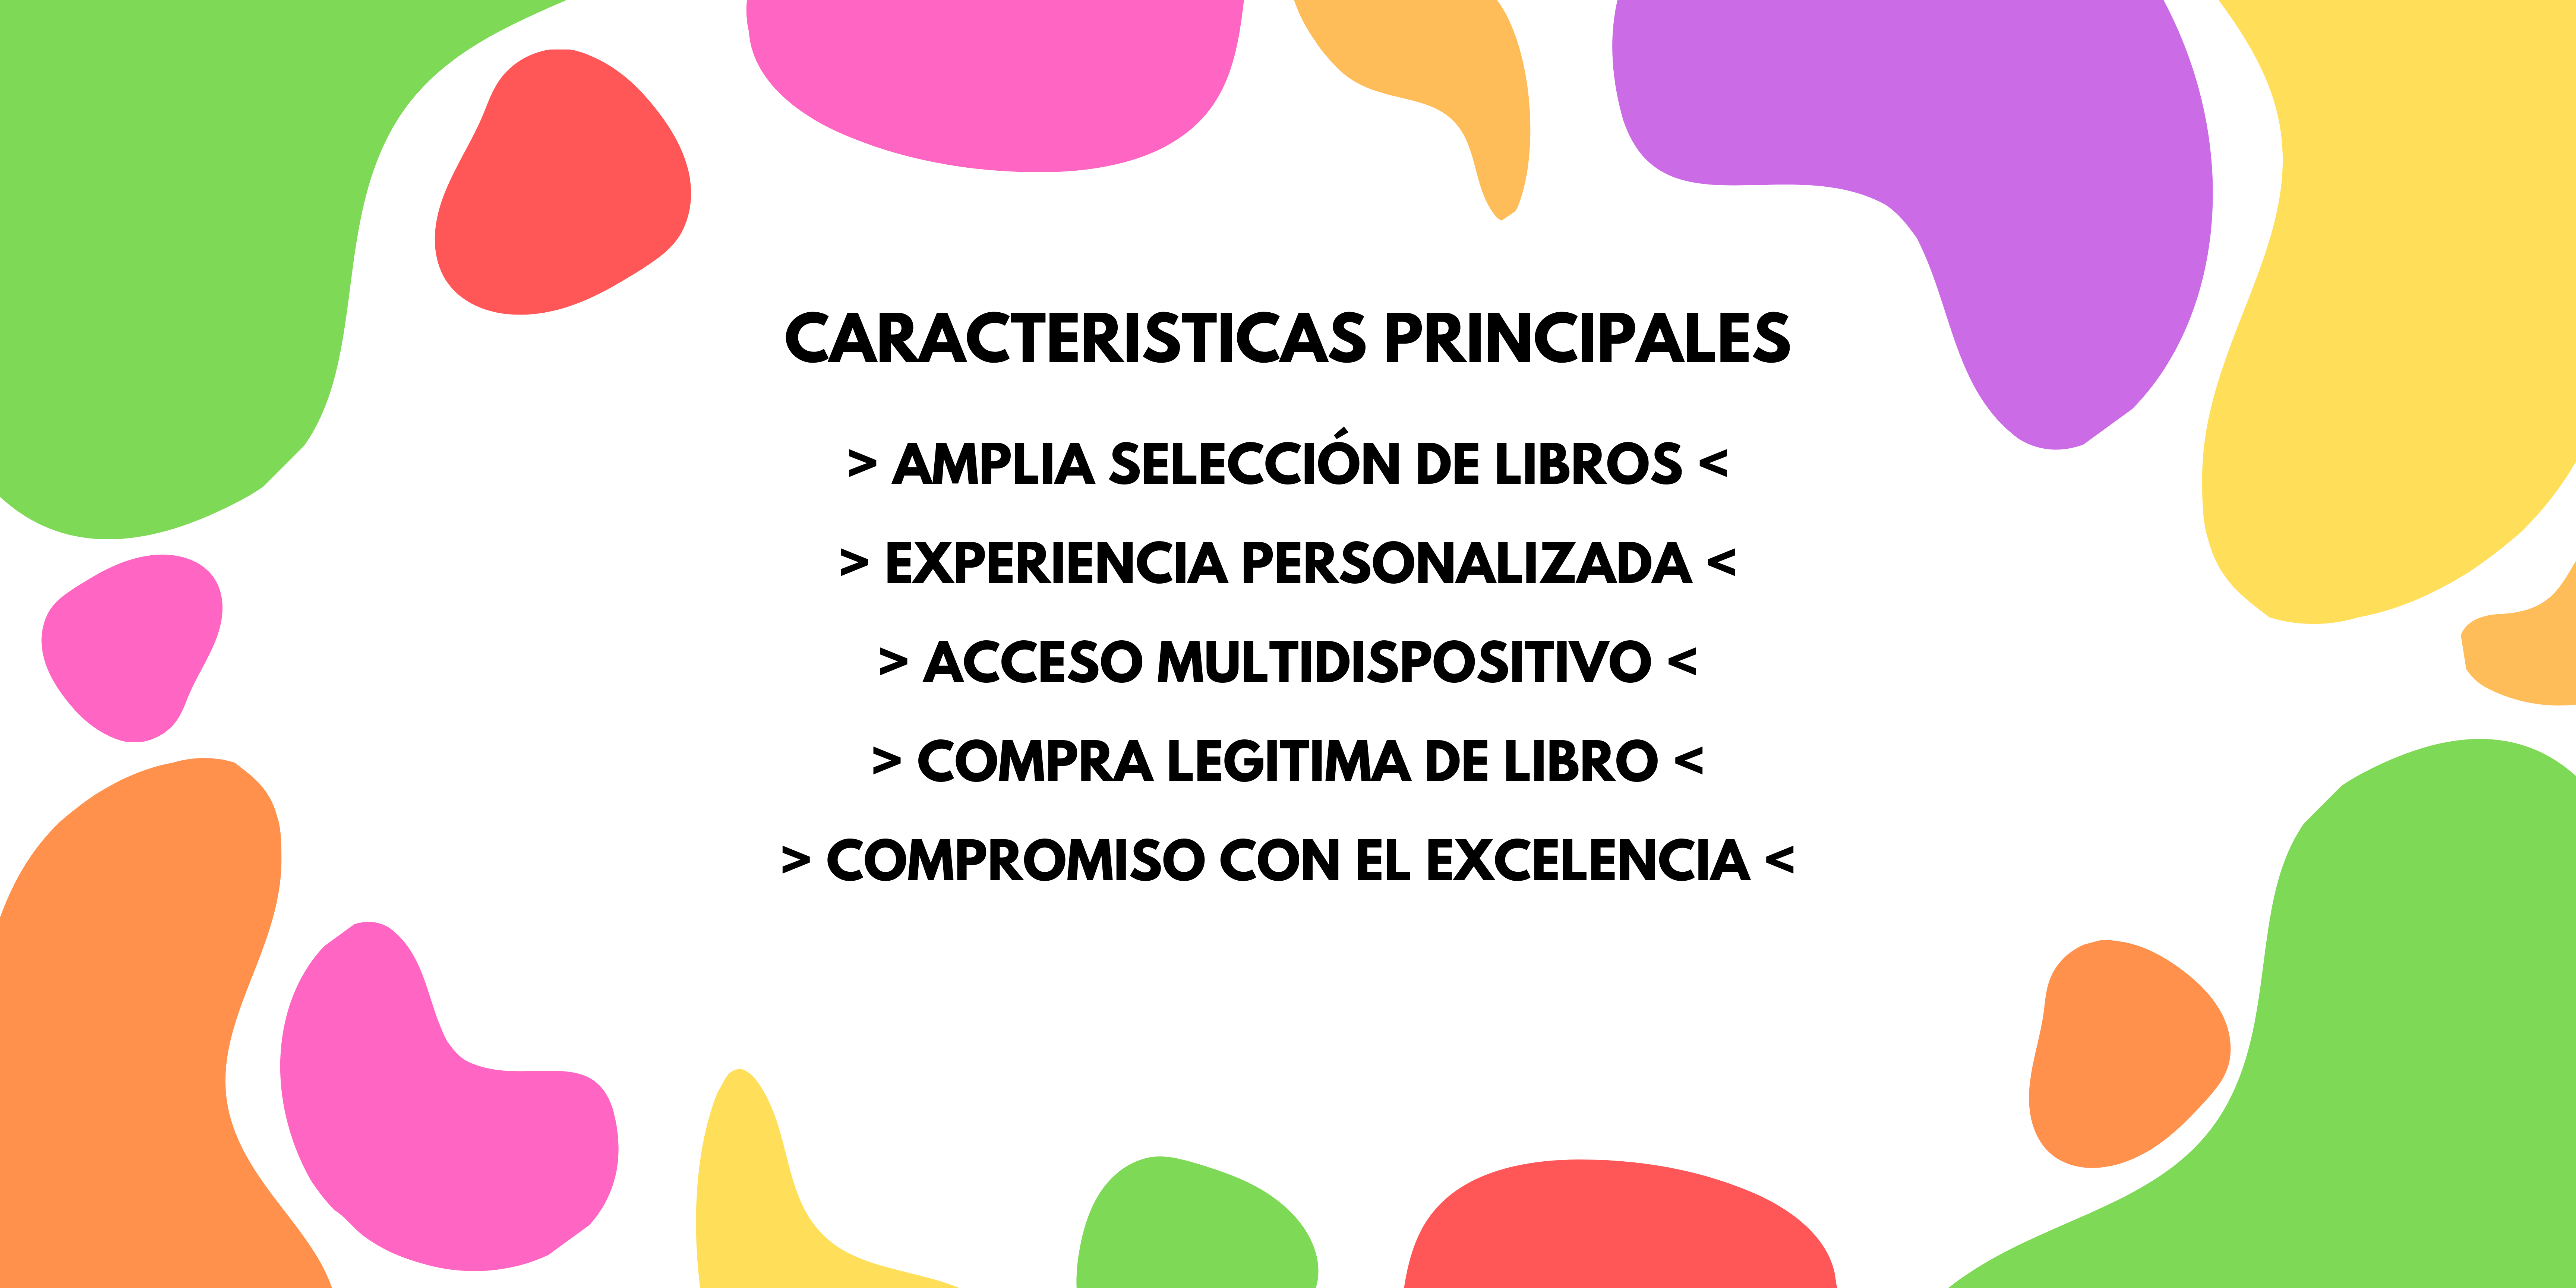 CARACTERISTICAS PRINCIPALES
> AMPLIA SELECCIÓN DE LIBROS <
> EXPERIENCIA PERSONALIZADA <
> ACCESO MULTIDISPOSITIVO <
> COMPRA LEGITIMA DE LIBRO <
> COMPROMISO CON EL EXCELENCIA <